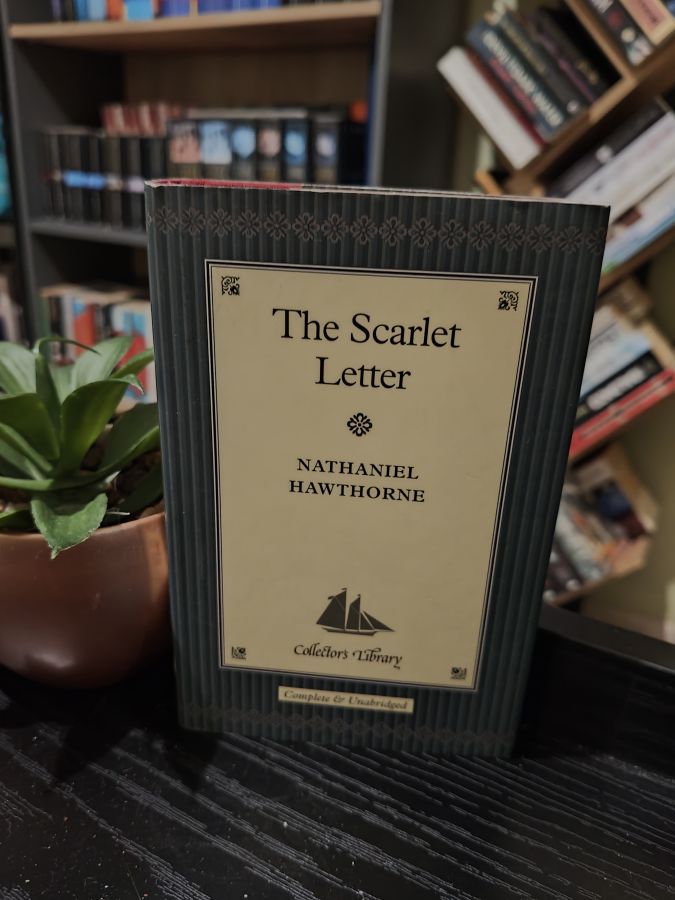 The Scarlet
Letter
NATHANIEL
HAWTHORNE
Collector's Library
Complete & Unabridged